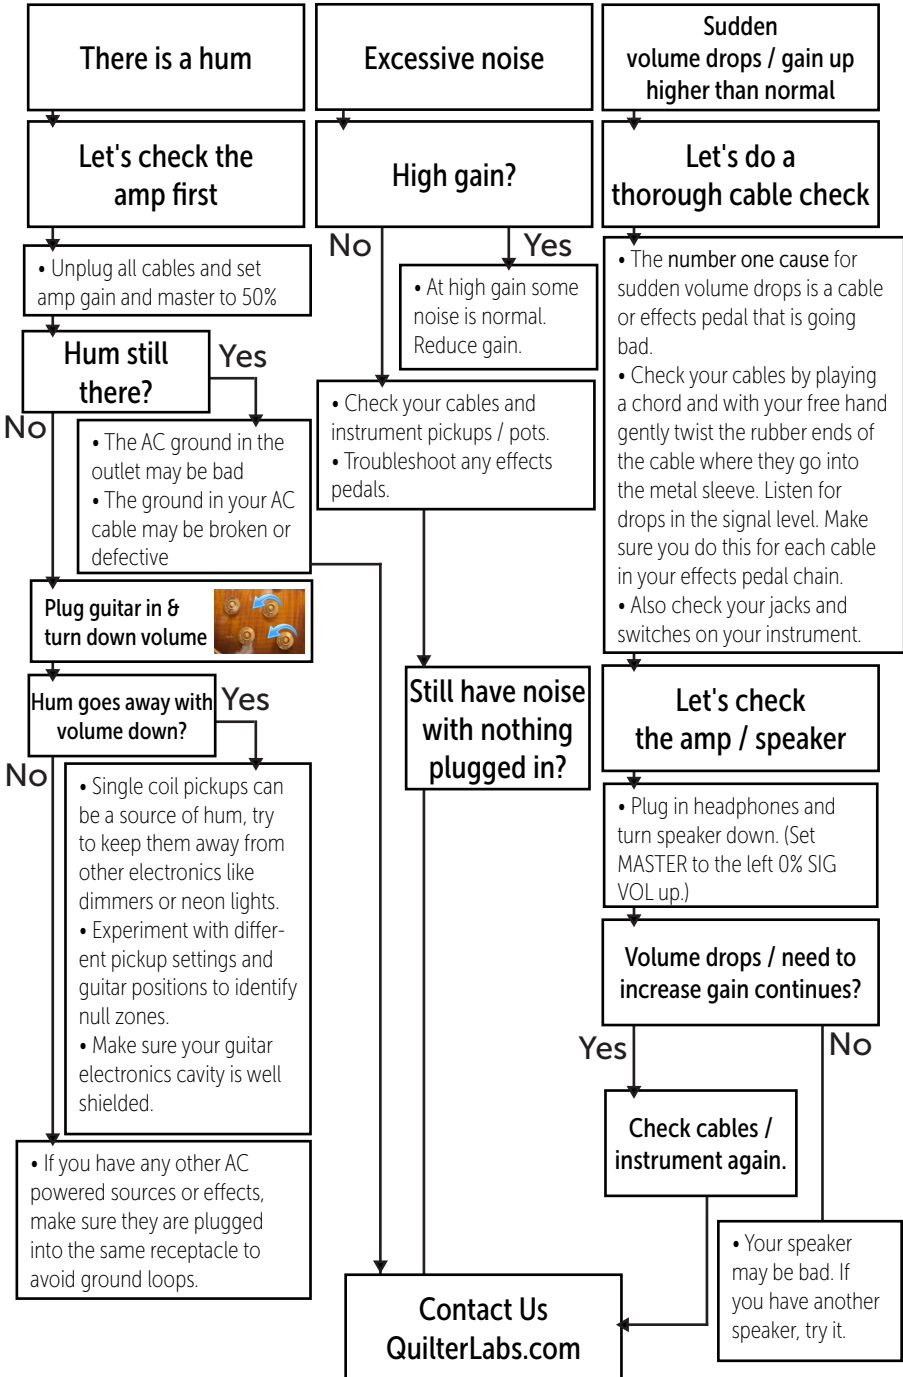 There is a hum
Let's check the
amp first
• Unplug all cables and set
amp gain and master to 50%
Hum still
there?
Yes
No
• The AC ground in the
outlet may be bad
• The ground in your AC
cable may be broken or
defective
Plug guitar in &
turn down volume
Hum goes away with
volume down?
Yes
No
• Single coil pickups can
be a source of hum, try
to keep them away from
other electronics like
dimmers or neon lights.
• Experiment with differ-
ent pickup settings and
guitar positions to identify
null zones.
• Make sure your guitar
electronics cavity is well
shielded.
• If you have any other AC
powered sources or effects,
make sure they are plugged
into the same receptacle to
avoid ground loops.
Excessive noise
High gain?
No
Yes
• At high gain some
noise is normal.
Reduce gain.
• Check your cables and
instrument pickups / pots.
• Troubleshoot any effects
pedals.
Still have noise
with nothing
plugged in?
Sudden
volume drops / gain up
higher than normal
Let's do a
thorough cable check
• The number one cause for
sudden volume drops is a cable
or effects pedal that is going
bad.
• Check your cables by playing
a chord and with your free hand
gently twist the rubber ends of
the cable where they go into
the metal sleeve. Listen for
drops in the signal level. Make
sure you do this for each cable
in your effects pedal chain.
• Also check your jacks and
switches on your instrument.
Let's check
the amp / speaker
• Plug in headphones and
turn speaker down. (Set
MASTER to the left 0% SIG
VOL up.)
Volume drops / need to
increase gain continues?
Yes
No
Check cables /
instrument again.
• Your speaker
may be bad. If
you have another
speaker, try it.
Contact Us
QuilterLabs.com